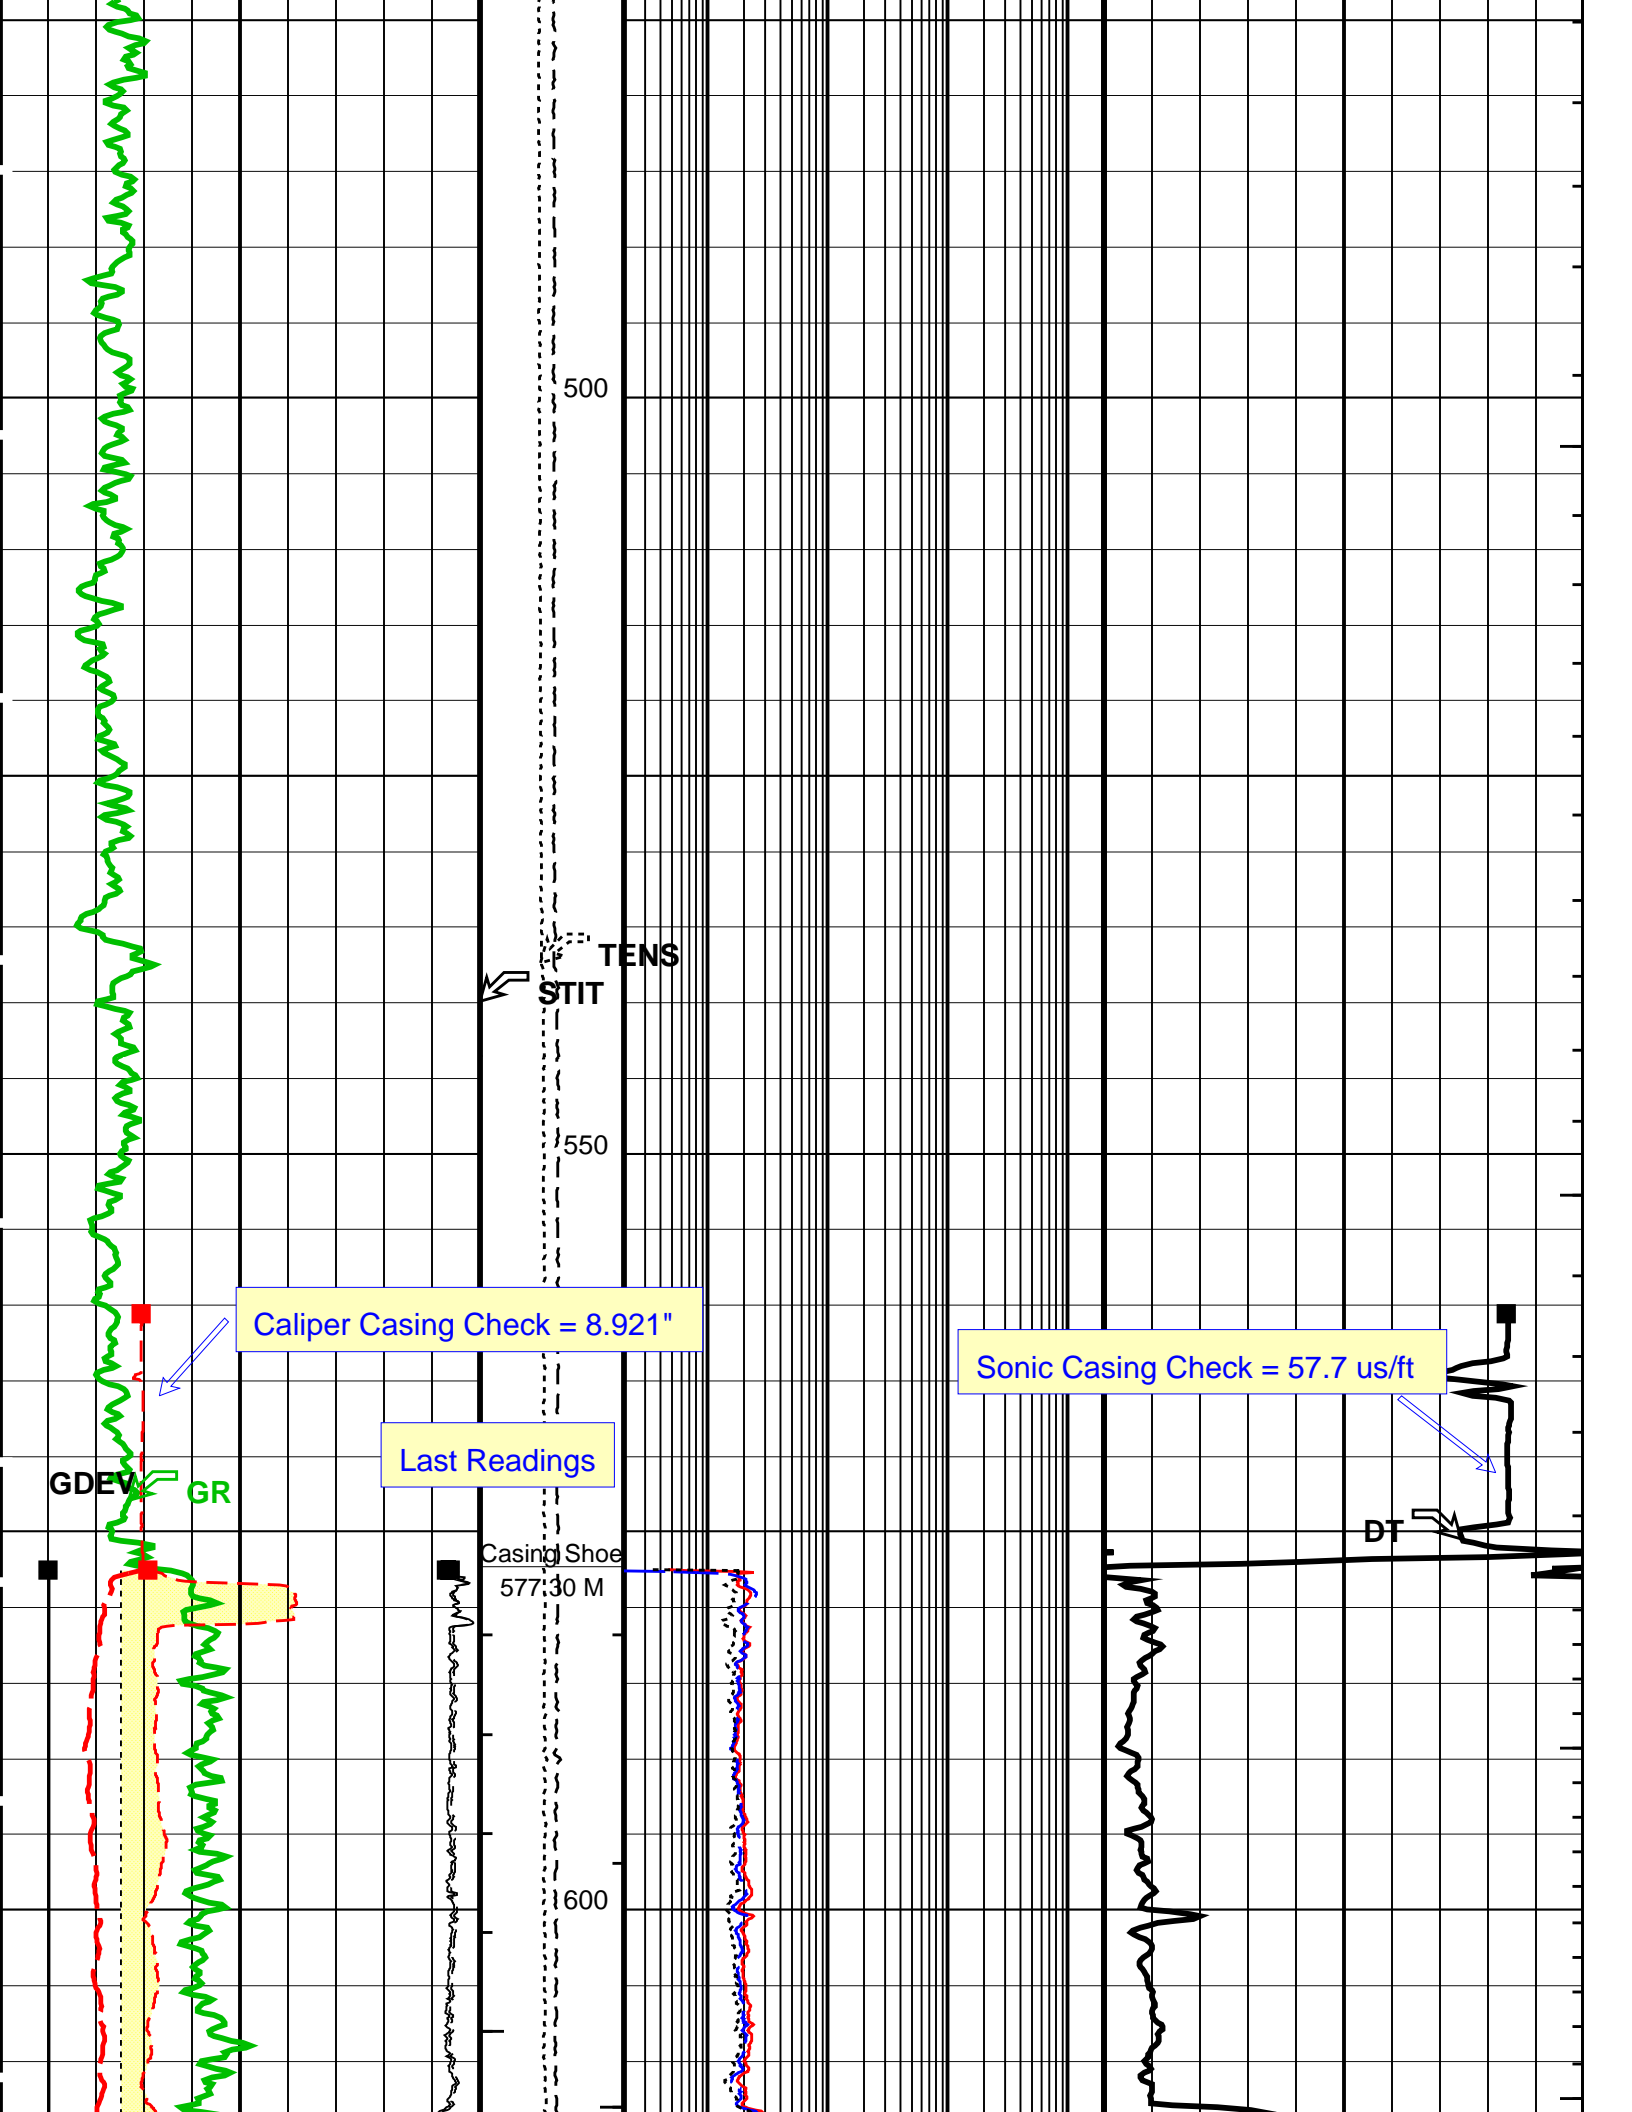 500
TENS
STIT
550
Caliper Casing Check = 8.921"
Sonic Casing Check = 57.7 us/ft
Last Readings
GDEV
GR
DT
Casing Shoe
577.30 M
600